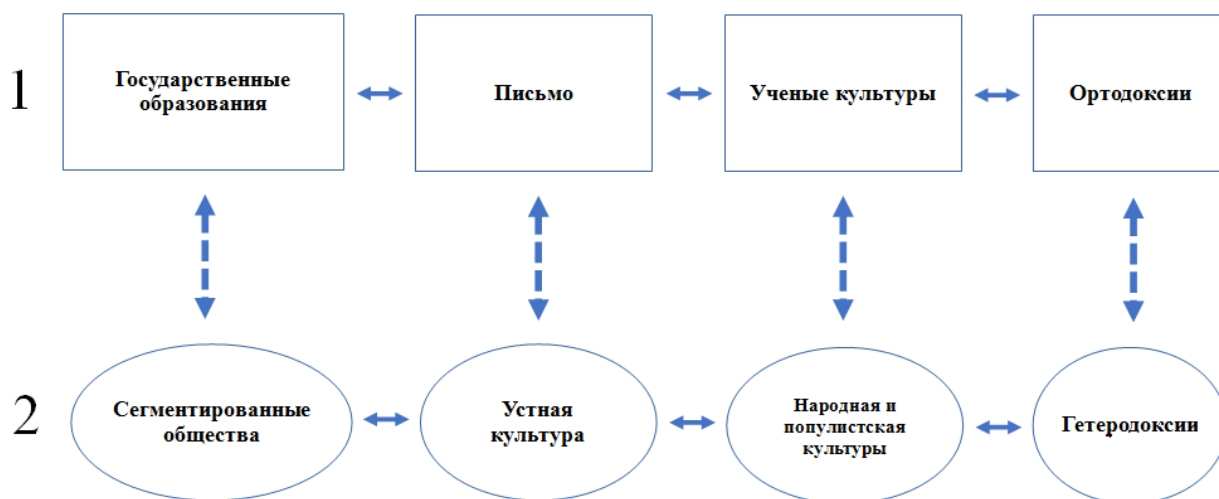 1
Государственные
образования
Письмо
Ученые культуры
Ортодоксии
2
Сегментированные
общества
Устная
культура
Народная и
популистская
культуры
Гетеродоксии